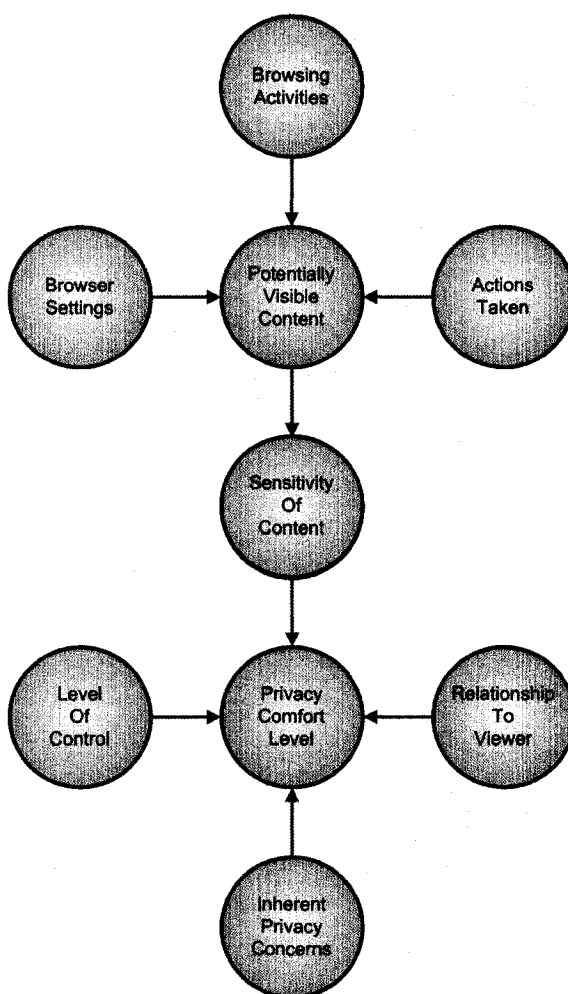 Browsing
Activities
Browser
Settings
Potentially
Visible
Content
Actions
Taken
Sensitivity
Of
Content
Level
Of
Control
Privacy
Comfort
Level
Relationship
To
Viewer
Inherent
Privacy
Concerns